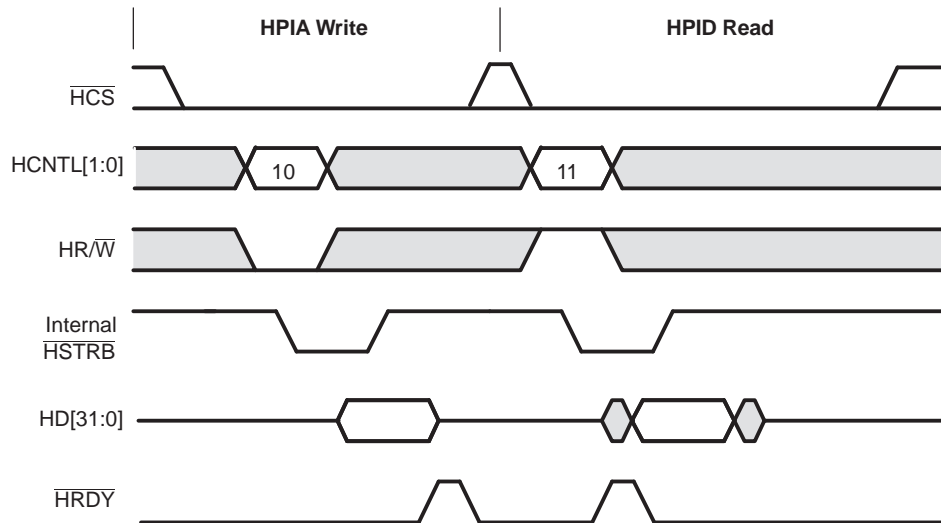 HPIA Write HPID Read
HCS
HCNTL[1:0] 10 11
HR/W
Internal
HSTRB
HD[31:0]
HRDY